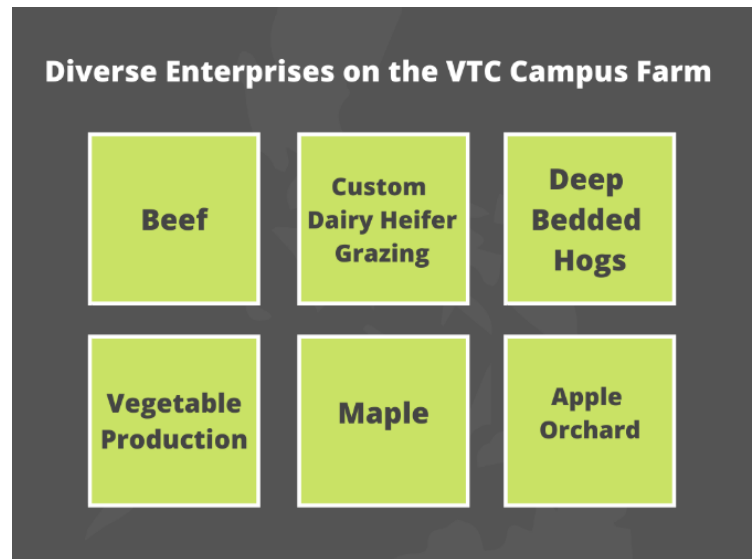 Diverse Enterprises on the VTC Campus Farm
Beef
Custom
Dairy Heifer
Grazing
Deep
Bedded
Hogs
Vegetable
Production
Maple
Apple
Orchard